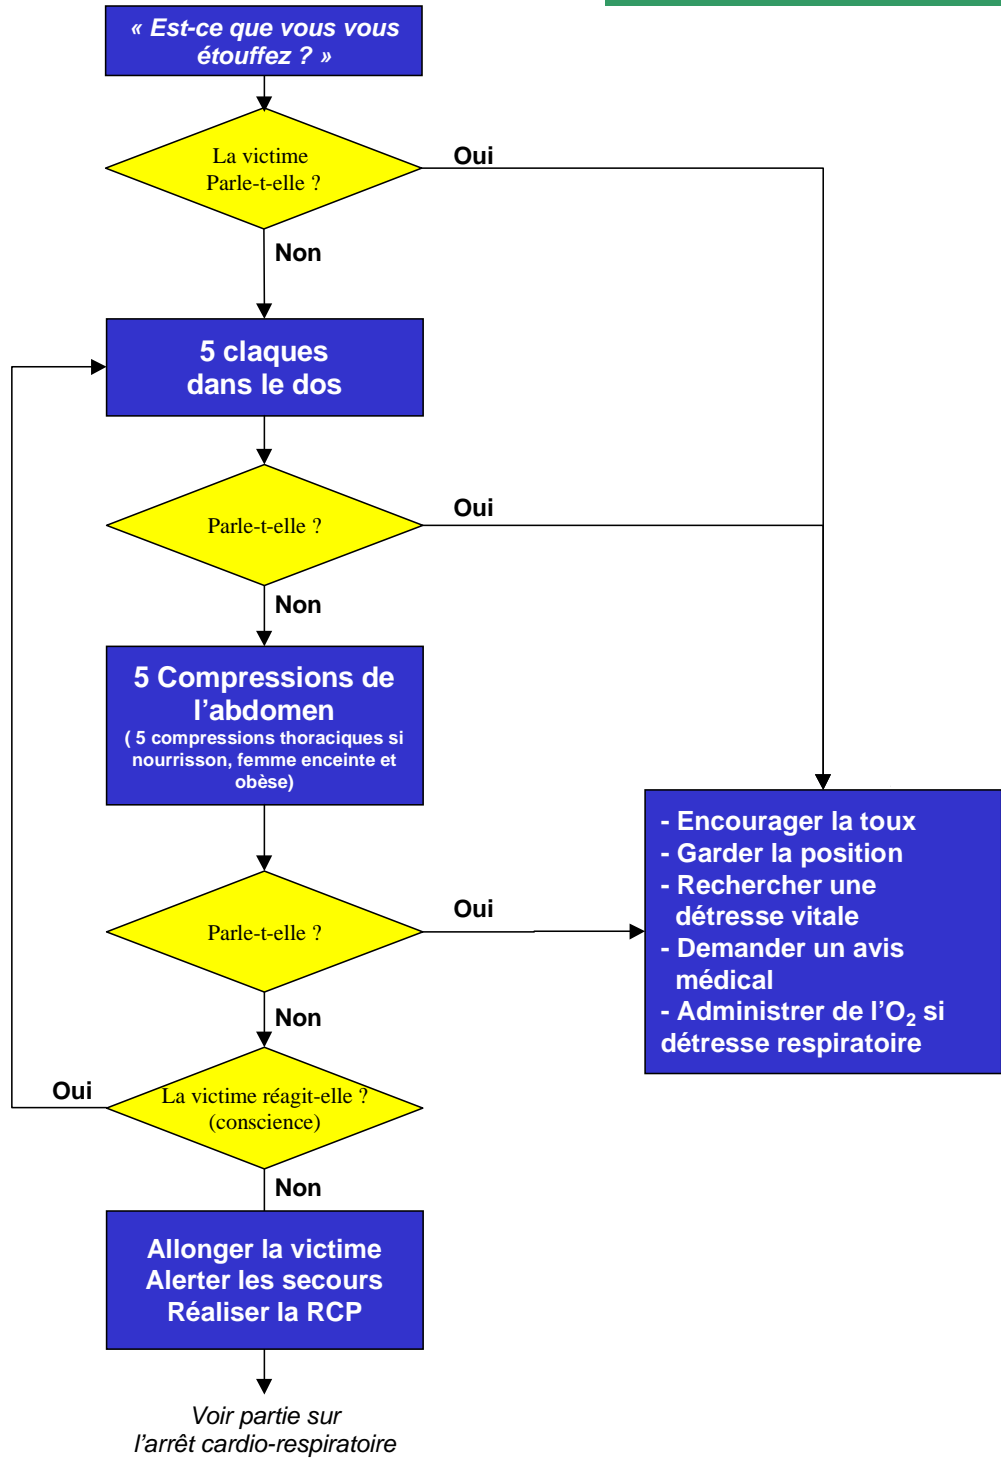 « Est-ce que vous vous
étouffez ? »
La victime
Parle-t-elle ?
Oui
Non
5 claques
dans le dos
Parle-t-elle ?
Oui
Non
5 Compressions de
l’abdomen
( 5 compressions thoraciques si
nourrisson, femme enceinte et
obèse)
Parle-t-elle ?
Oui
- Encourager la toux
- Garder la position
- Rechercher une
détresse vitale
- Demander un avis
médical
- Administrer de l’O₂ si
détresse respiratoire
Non
La victime réagit-elle ?
(conscience)
Oui
Non
Allonger la victime
Alerter les secours
Réaliser la RCP
Voir partie sur
l’arrêt cardio-respiratoire